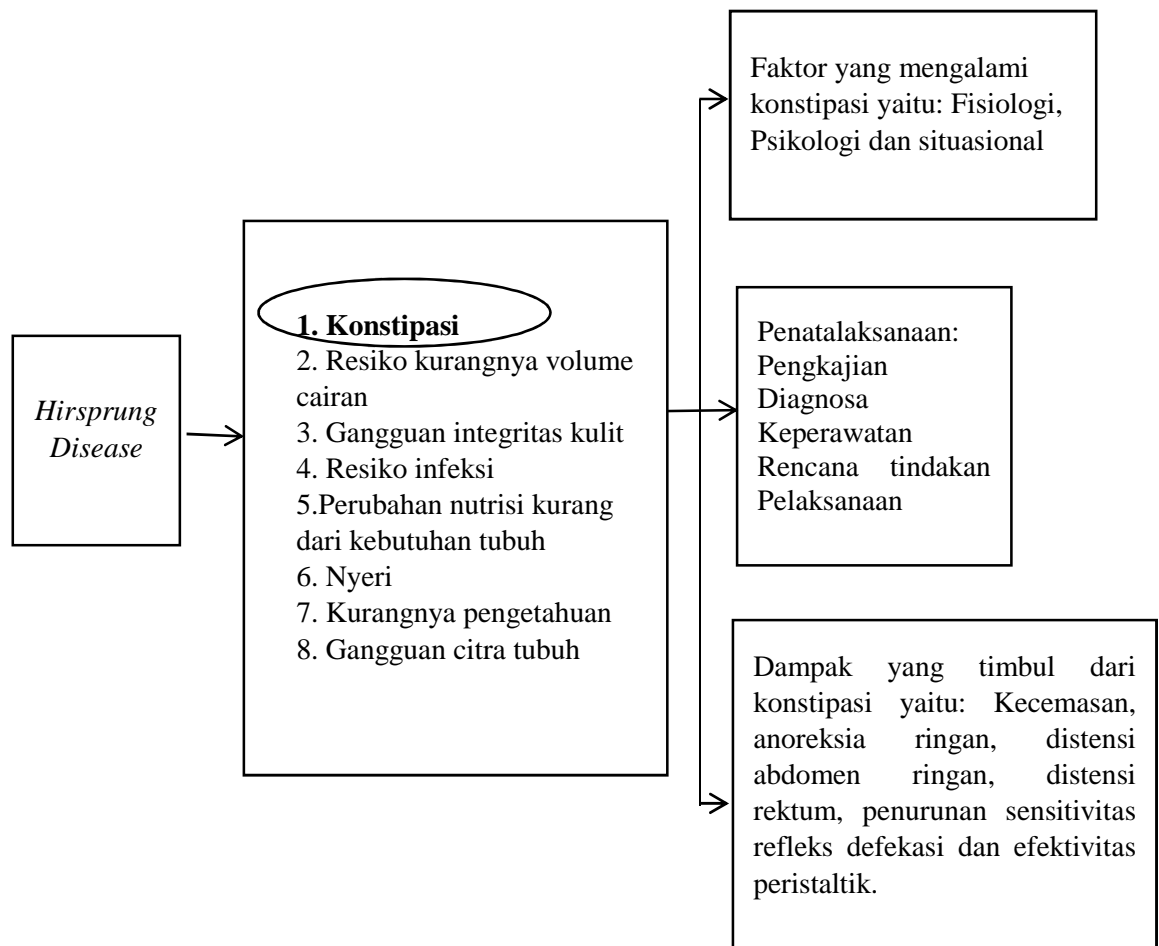 Hirsprung
Disease
1. Konstipasi
2. Resiko kurangnya volume
cairan
3. Gangguan integritas kulit
4. Resiko infeksi
5.Perubahan nutrisi kurang
dari kebutuhan tubuh
6. Nyeri
7. Kurangnya pengetahuan
8. Gangguan citra tubuh
Faktor yang mengalami
konstipasi yaitu: Fisiologi,
Psikologi dan situasional
Penatalaksanaan:
Pengkajian
Diagnosa
Keperawatan
Rencana tindakan
Pelaksanaan
Dampak yang timbul dari
konstipasi yaitu: Kecemasan,
anoreksia ringan, distensi
abdomen ringan, distensi
rektum, penurunan sensitivitas
refleks defekasi dan efektivitas
peristaltik.